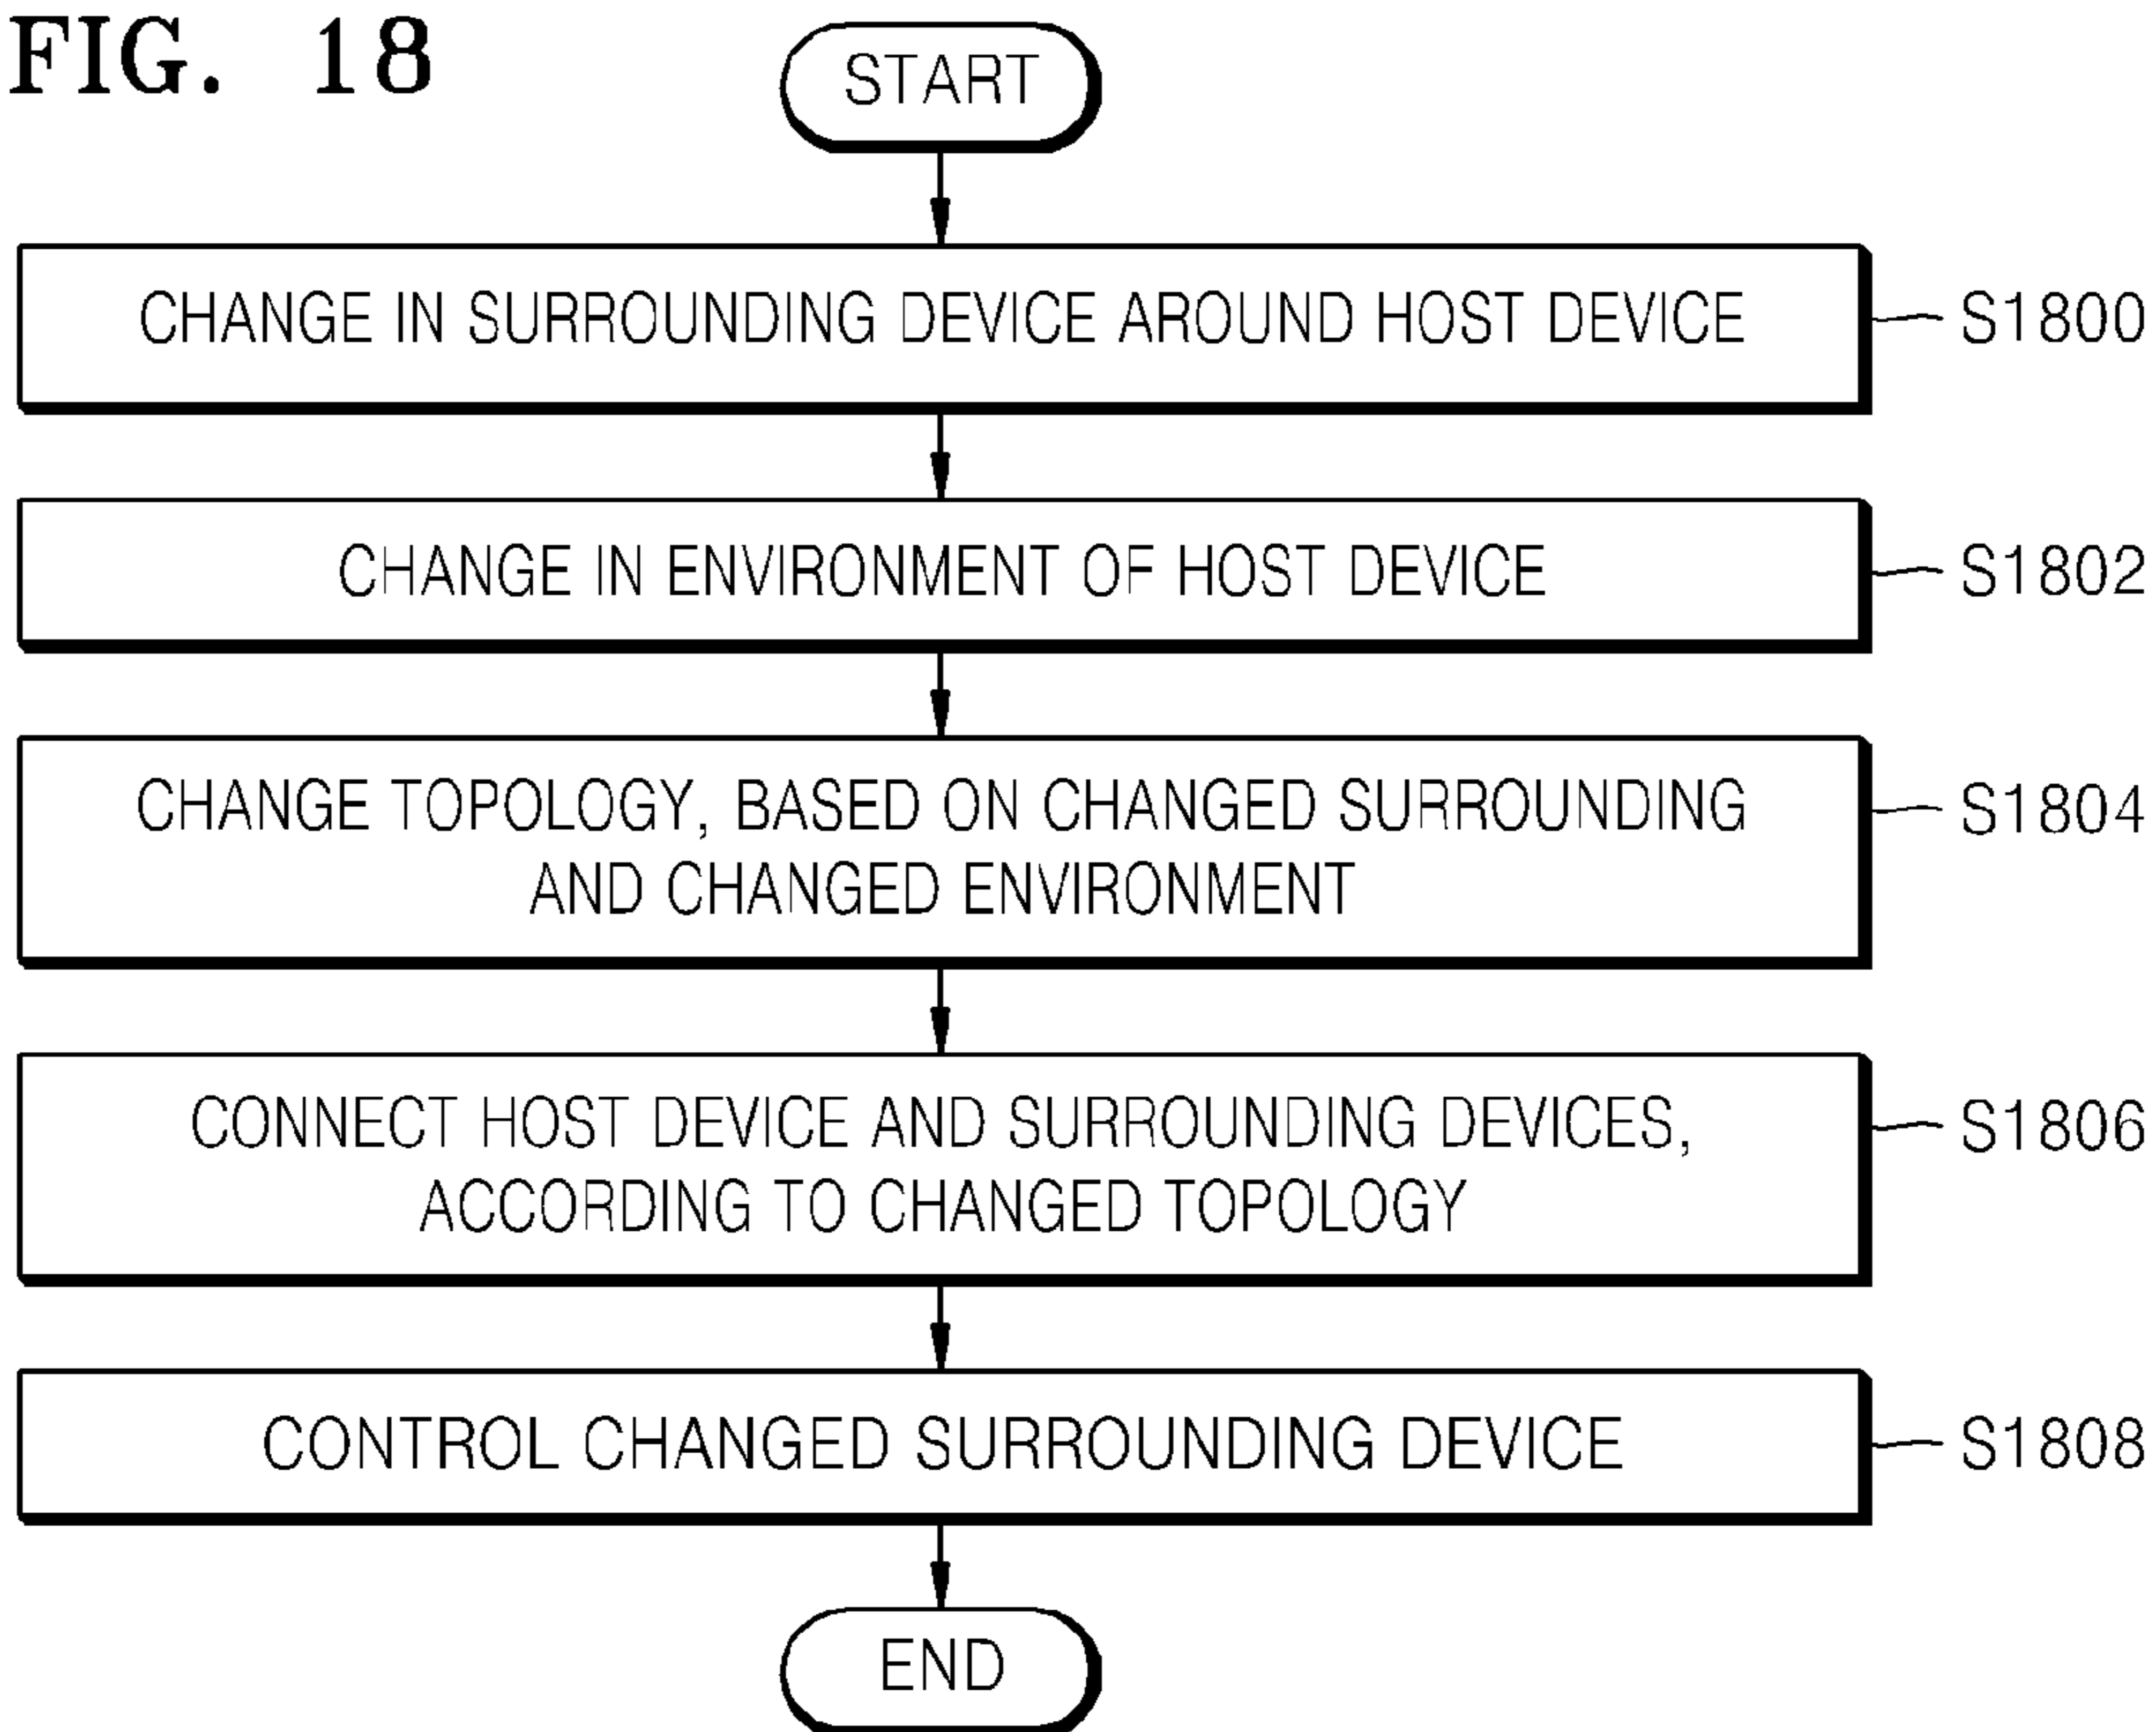 FIG. 18
START
CHANGE IN SURROUNDING DEVICE AROUND HOST DEVICE
S1800
CHANGE IN ENVIRONMENT OF HOST DEVICE
S1802
CHANGE TOPOLOGY, BASED ON CHANGED SURROUNDING
AND CHANGED ENVIRONMENT
S1804
CONNECT HOST DEVICE AND SURROUNDING DEVICES,
ACCORDING TO CHANGED TOPOLOGY
S1806
CONTROL CHANGED SURROUNDING DEVICE
S1808
END